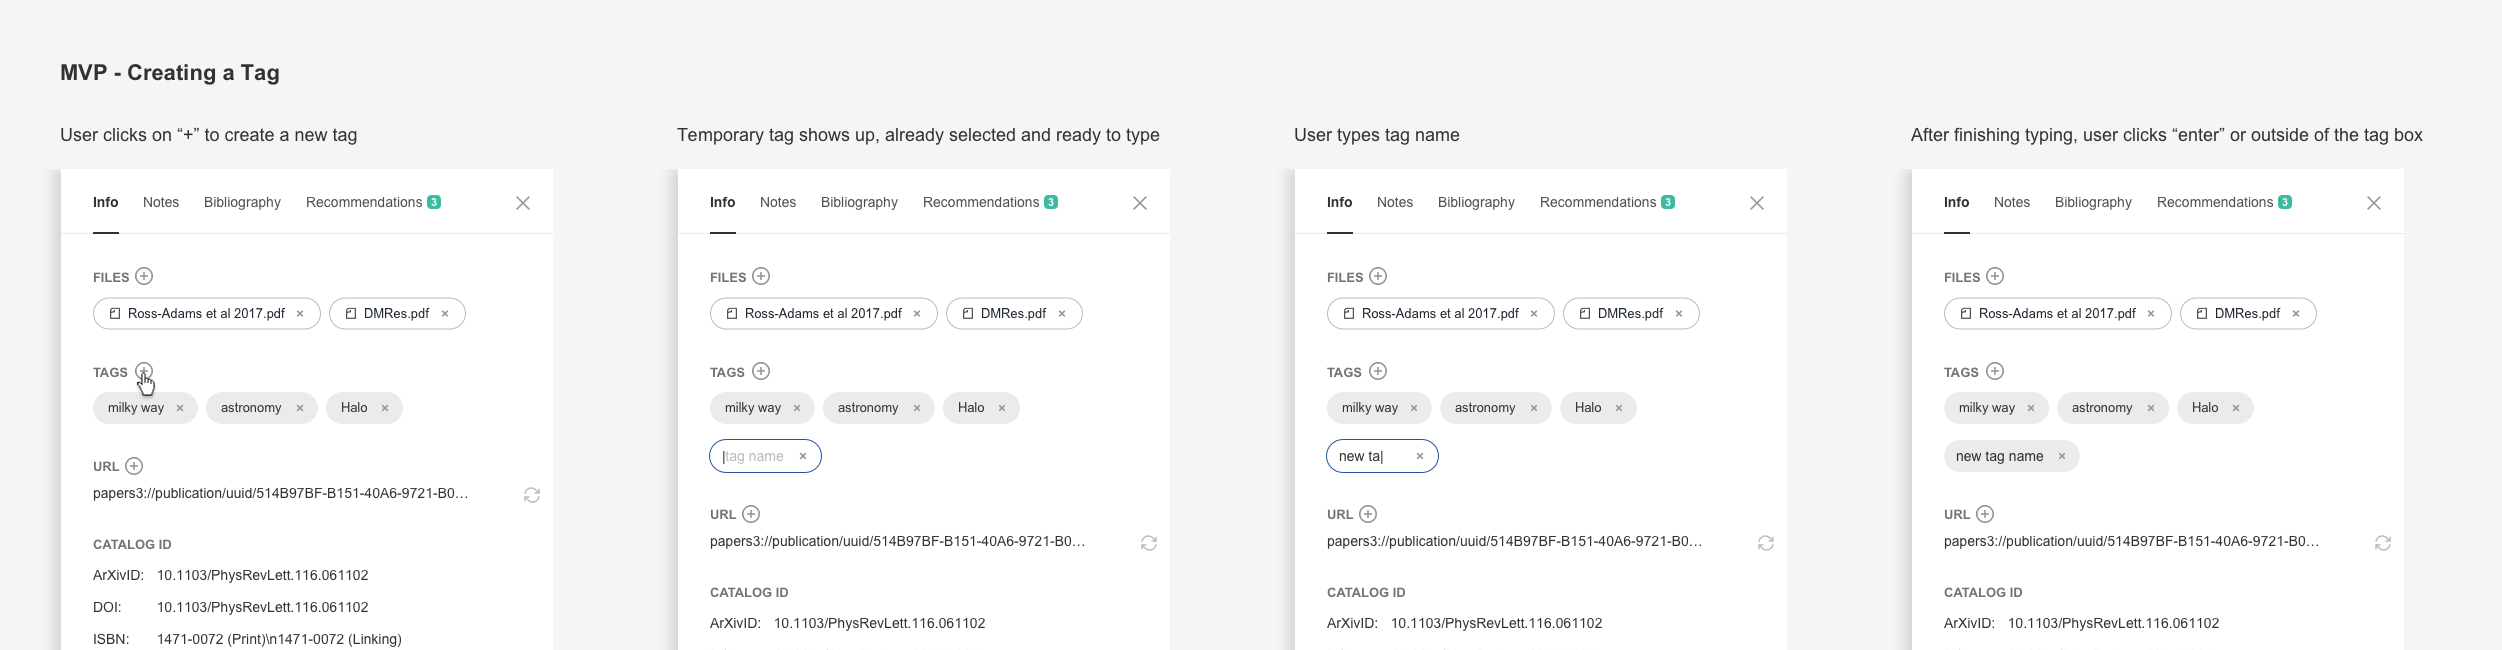 MVP - Creating a Tag
User clicks on “+” to create a new tag
Info Notes Bibliography Recommendations 3
FILES
Ross-Adams et al 2017.pdf × DMRes.pdf ×
TAGS
milky way × astronomy × Halo ×
URL
papers3://publication/uuid/514B97BF-B151-40A6-9721-B0…
CATALOG ID
ArXivID: 10.1103/PhysRevLett.116.061102
DOI: 10.1103/PhysRevLett.116.061102
ISBN: 1471-0072 (Print)\n1471-0072 (Linking)
Temporary tag shows up, already selected and ready to type
Info Notes Bibliography Recommendations 3
FILES
Ross-Adams et al 2017.pdf × DMRes.pdf ×
TAGS
milky way × astronomy × Halo ×
tag name ×
URL
papers3://publication/uuid/514B97BF-B151-40A6-9721-B0…
CATALOG ID
ArXivID: 10.1103/PhysRevLett.116.061102
User types tag name
Info Notes Bibliography Recommendations 3
FILES
Ross-Adams et al 2017.pdf × DMRes.pdf ×
TAGS
milky way × astronomy × Halo ×
new ta| ×
URL
papers3://publication/uuid/514B97BF-B151-40A6-9721-B0…
CATALOG ID
ArXivID: 10.1103/PhysRevLett.116.061102
After finishing typing, user clicks “enter” or outside of the tag box
Info Notes Bibliography Recommendations 3
FILES
Ross-Adams et al 2017.pdf × DMRes.pdf ×
TAGS
milky way × astronomy × Halo ×
new tag name ×
URL
papers3://publication/uuid/514B97BF-B151-40A6-9721-B0…
CATALOG ID
ArXivID: 10.1103/PhysRevLett.116.061102